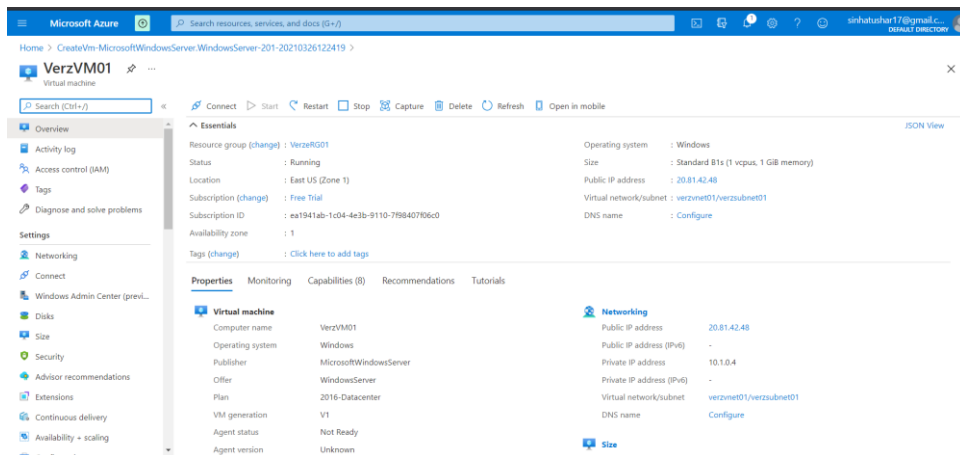 Microsoft Azure
Search resources, services, and docs (G+/)
1
sinhatushar17@gmail.c...
DEFAULT DIRECTORY
Home > CreateVm-MicrosoftWindowsServer.WindowsServer-201-20210326122419 >
VerzVM01
Virtual machine
Search (Ctrl+/)
Overview
Activity log
Access control (IAM)
Tags
Diagnose and solve problems
Settings
Networking
Connect
Windows Admin Center (previ...
Disks
Size
Security
Advisor recommendations
Extensions
Continuous delivery
Availability + scaling
Connect Start Restart Stop Capture Delete Refresh Open in mobile
Essentials JSON View
Resource group (change) : VerzeRG01
Status : Running
Location : East US (Zone 1)
Subscription (change) : Free Trial
Subscription ID : ea1941ab-1c04-4e3b-9110-7f98407f06c0
Availability zone : 1
Tags (change) : Click here to add tags
Operating system : Windows
Size : Standard B1s (1 vcpus, 1 GiB memory)
Public IP address : 20.81.42.48
Virtual network/subnet : verzvnet01/verzsubnet01
DNS name : Configure
Properties Monitoring Capabilities (8) Recommendations Tutorials
Virtual machine
Computer name VerzVM01
Operating system Windows
Publisher MicrosoftWindowsServer
Offer WindowsServer
Plan 2016-Datacenter
VM generation V1
Agent status Not Ready
Agent version Unknown
Networking
Public IP address 20.81.42.48
Public IP address (IPv6) -
Private IP address 10.1.0.4
Private IP address (IPv6) -
Virtual network/subnet verzvnet01/verzsubnet01
DNS name Configure
Size